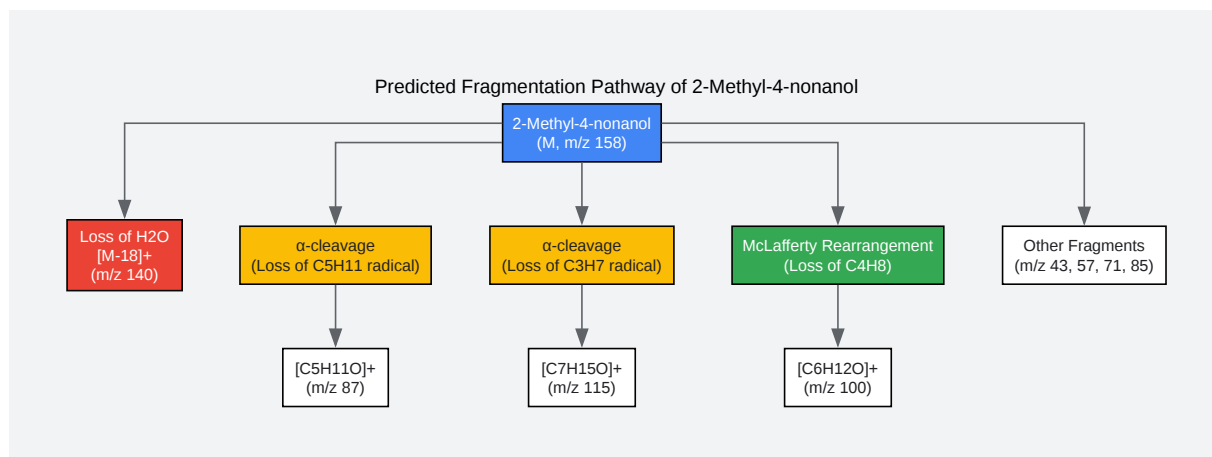 Predicted Fragmentation Pathway of 2-Methyl-4-nonanol
2-Methyl-4-nonanol
(M, m/z 158)
Loss of H2O
[M-18]+
(m/z 140)
α-cleavage
(Loss of C5H11 radical)
α-cleavage
(Loss of C3H7 radical)
McLafferty Rearrangement
(Loss of C4H8)
Other Fragments
(m/z 43, 57, 71, 85)
[C5H11O]+
(m/z 87)
[C7H15O]+
(m/z 115)
[C6H12O]+
(m/z 100)